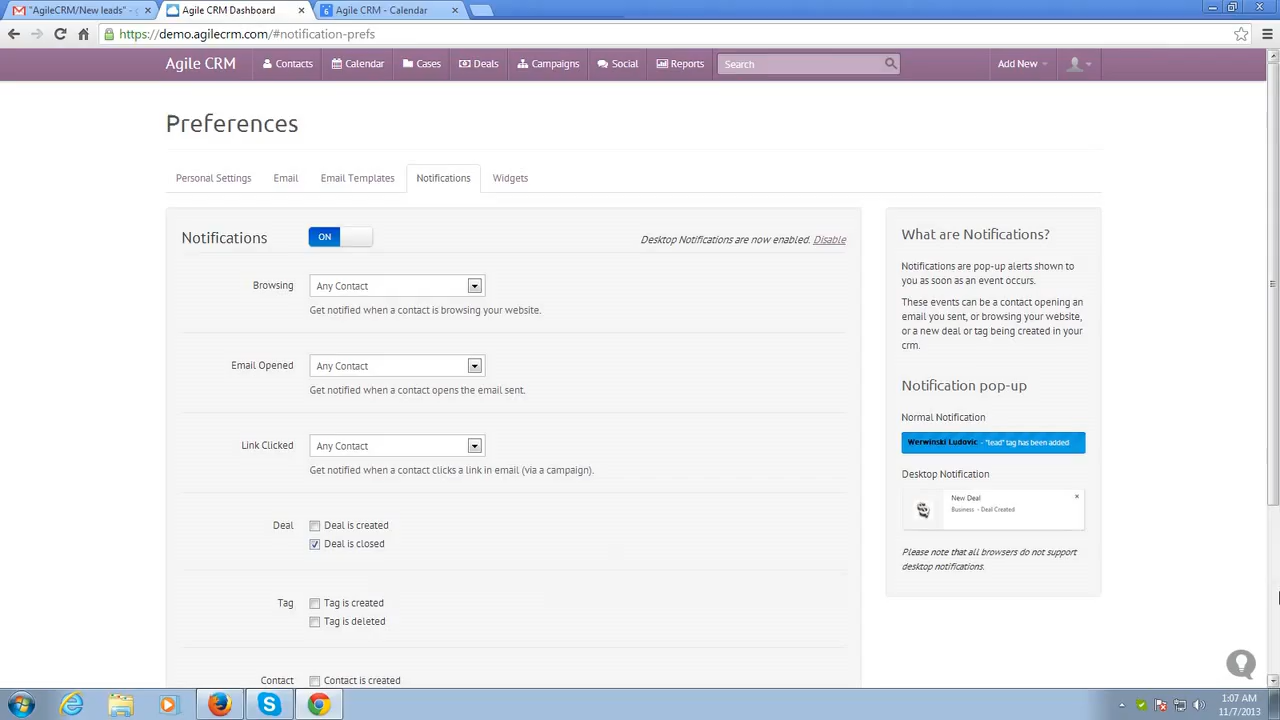 "AgileCRM/New leads" -
Agile CRM Dashboard
Agile CRM - Calendar
https://demo.agilecrm.com/#notification-prefs
Agile CRM
Contacts
Calendar
Cases
Deals
Campaigns
Social
Reports
Search
Add New
Preferences
Personal Settings
Email
Email Templates
Notifications
Widgets
Notifications
ON
Desktop Notifications are now enabled. Disable
Browsing
Any Contact
Get notified when a contact is browsing your website.
Email Opened
Any Contact
Get notified when a contact opens the email sent.
Link Clicked
Any Contact
Get notified when a contact clicks a link in email (via a campaign).
Deal
Deal is created
Deal is closed
Tag
Tag is created
Tag is deleted
Contact
Contact is created
What are Notifications?
Notifications are pop-up alerts shown to
you as soon as an event occurs.
These events can be a contact opening an
email you sent, or browsing your website,
or a new deal or tag being created in your
crm.
Notification pop-up
Normal Notification
Werwinski Ludovic - "lead" tag has been added
Desktop Notification
New Deal
Business - Deal Created
Please note that all browsers do not support
desktop notifications.
1:07 AM
11/7/2013